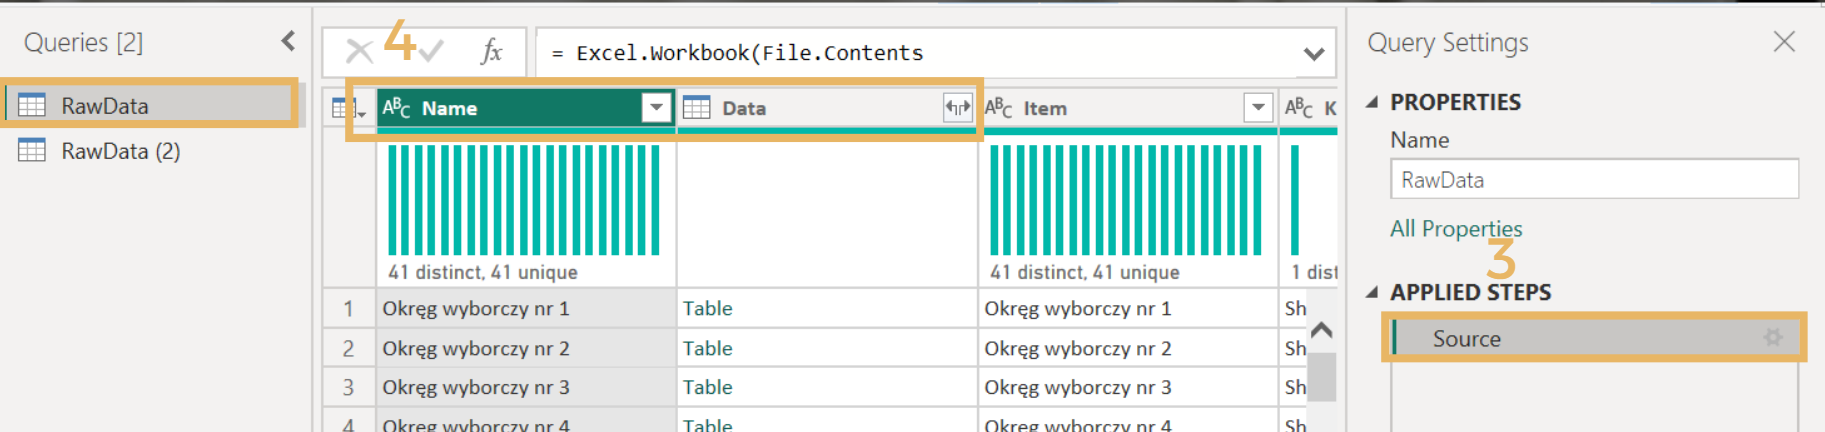 Queries [2]
RawData
RawData (2)
4
fx
= Excel.Workbook(File.Contents
ABC Name
Data
ABC Item
ABC K
41 distinct, 41 unique
41 distinct, 41 unique
1 dist
1 Okręg wyborczy nr 1 Table Okręg wyborczy nr 1 Sh
2 Okręg wyborczy nr 2 Table Okręg wyborczy nr 2 Sh
3 Okręg wyborczy nr 3 Table Okręg wyborczy nr 3 Sh
4 Okręg wyborczy nr 4 Table Okręg wyborczy nr 4 Sh
Query Settings
PROPERTIES
Name
RawData
All Properties
3
APPLIED STEPS
Source